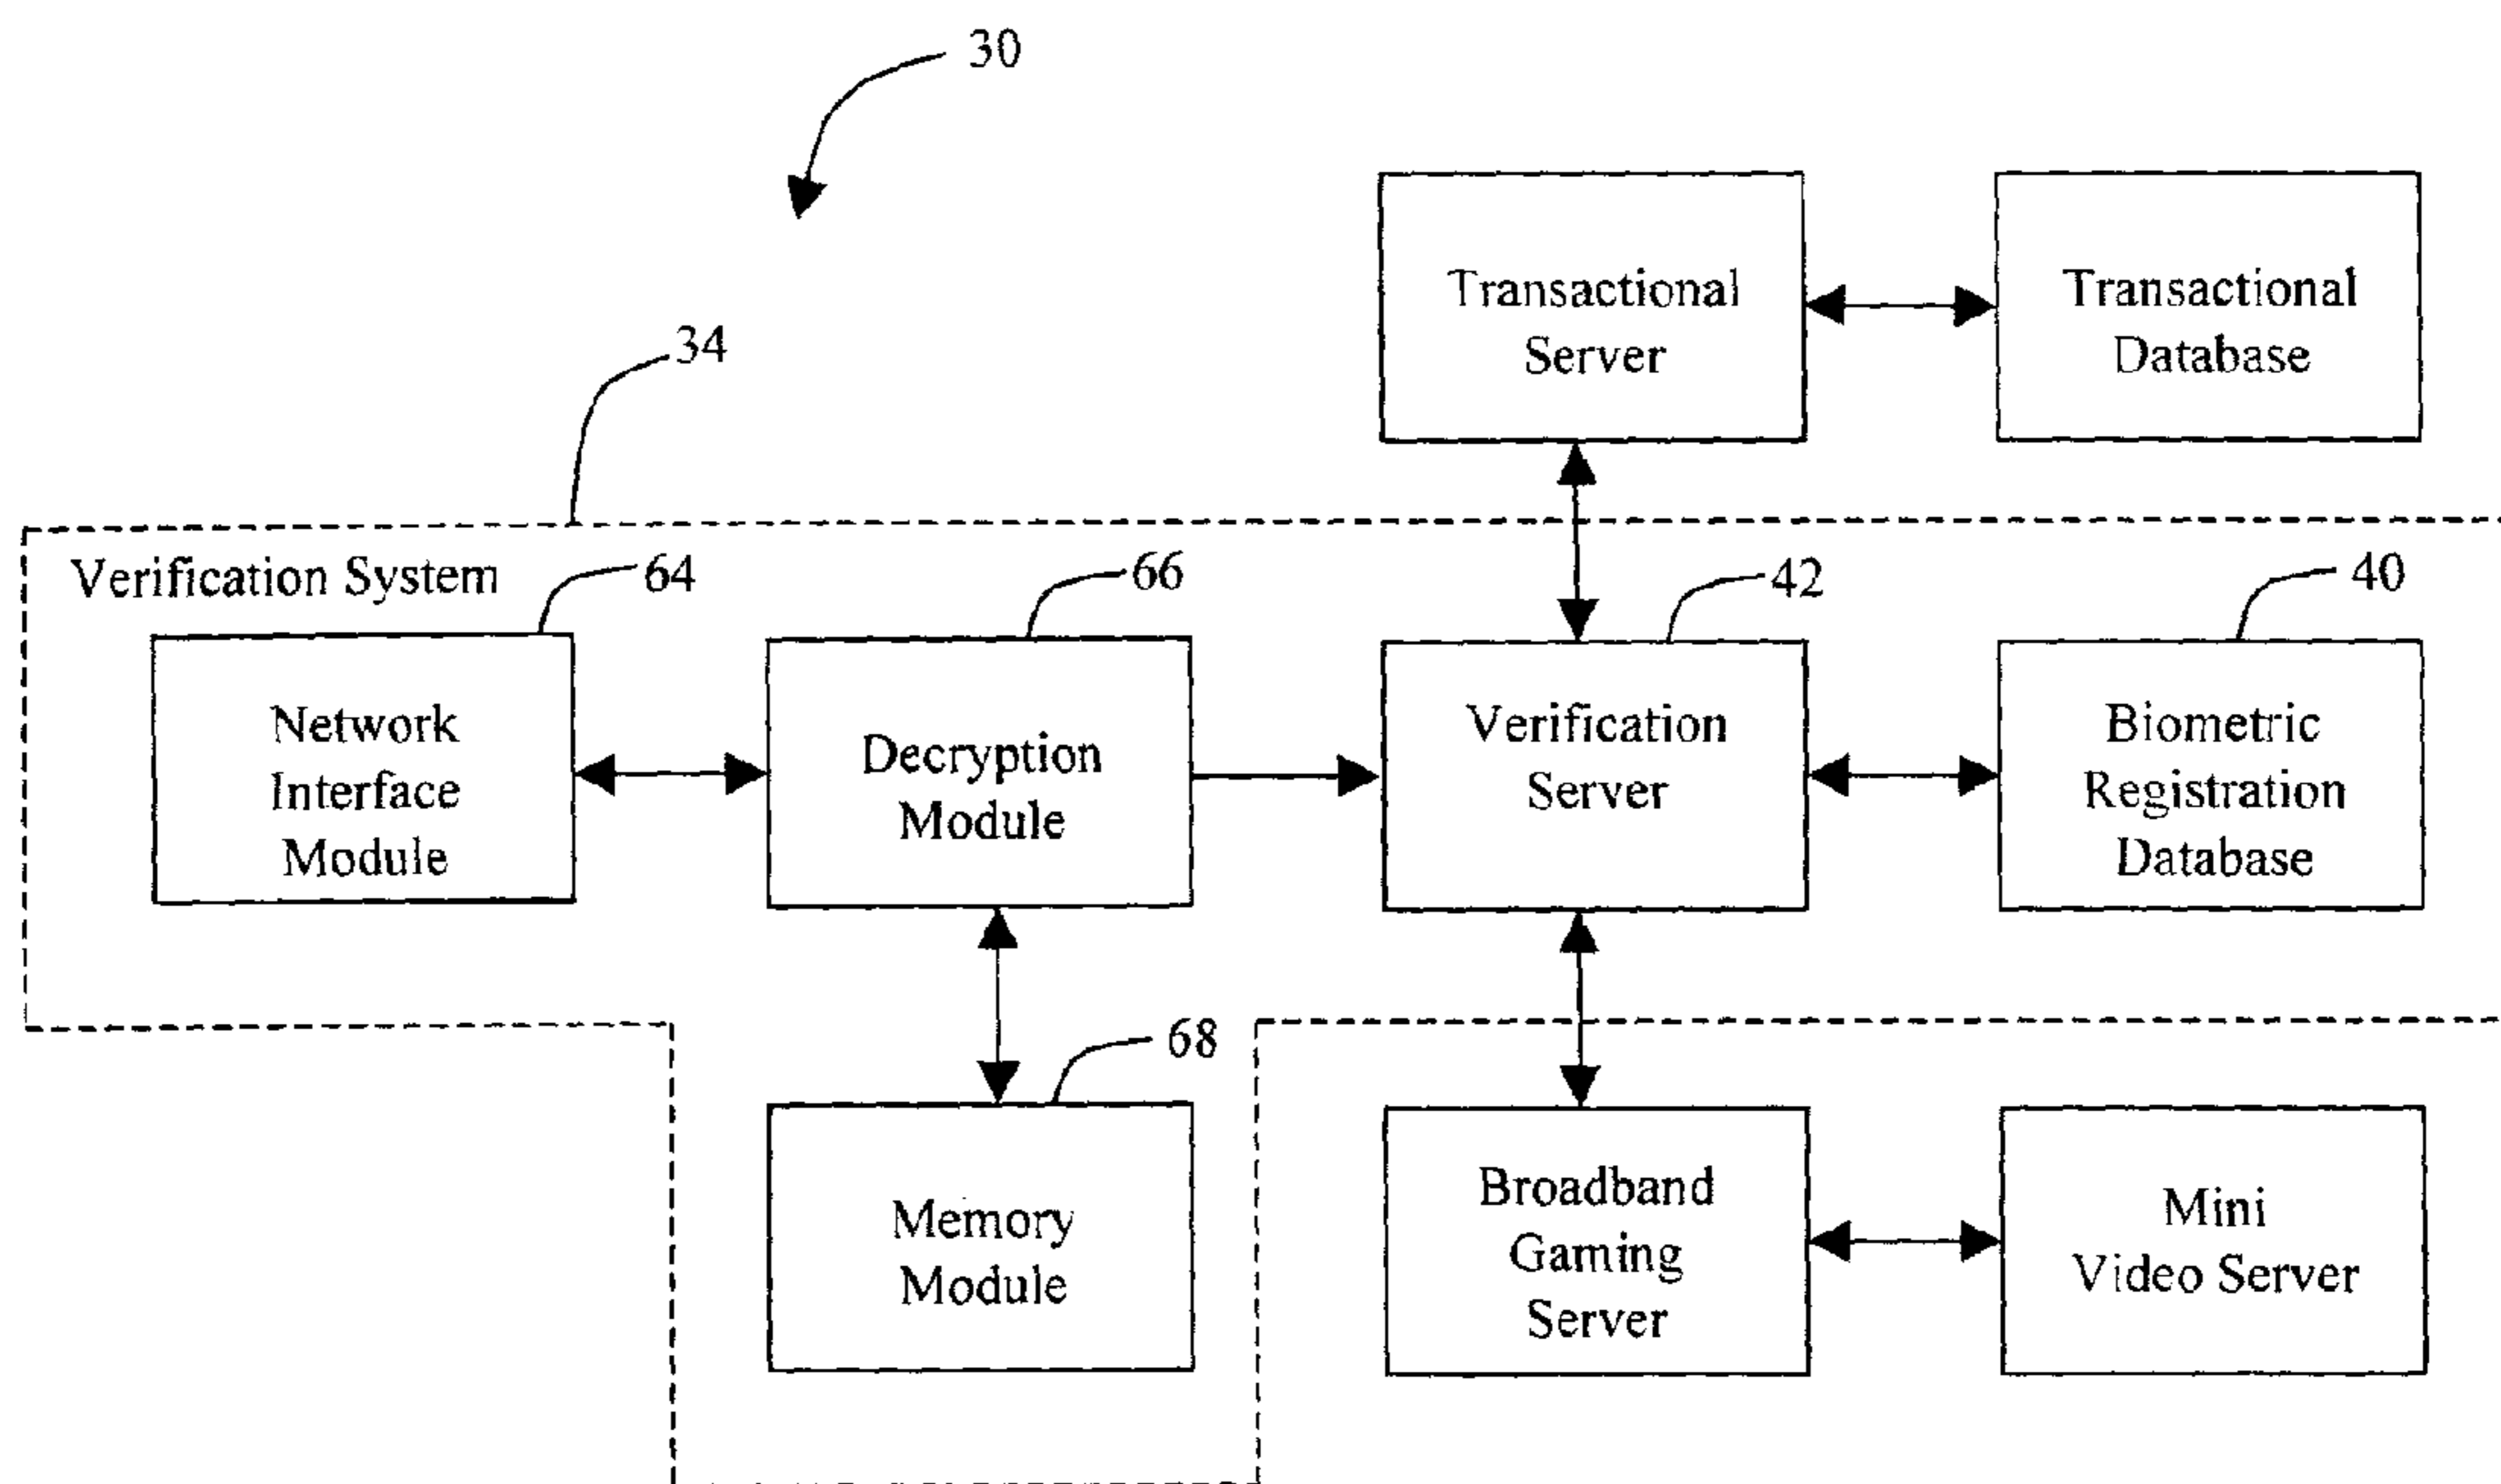 30
Transactional
Server
Transactional
Database
34
Verification System
64
66
42
40
Network
Interface
Module
Decryption
Module
Verification
Server
Biometric
Registration
Database
68
Memory
Module
Broadband
Gaming
Server
Mini
Video Server